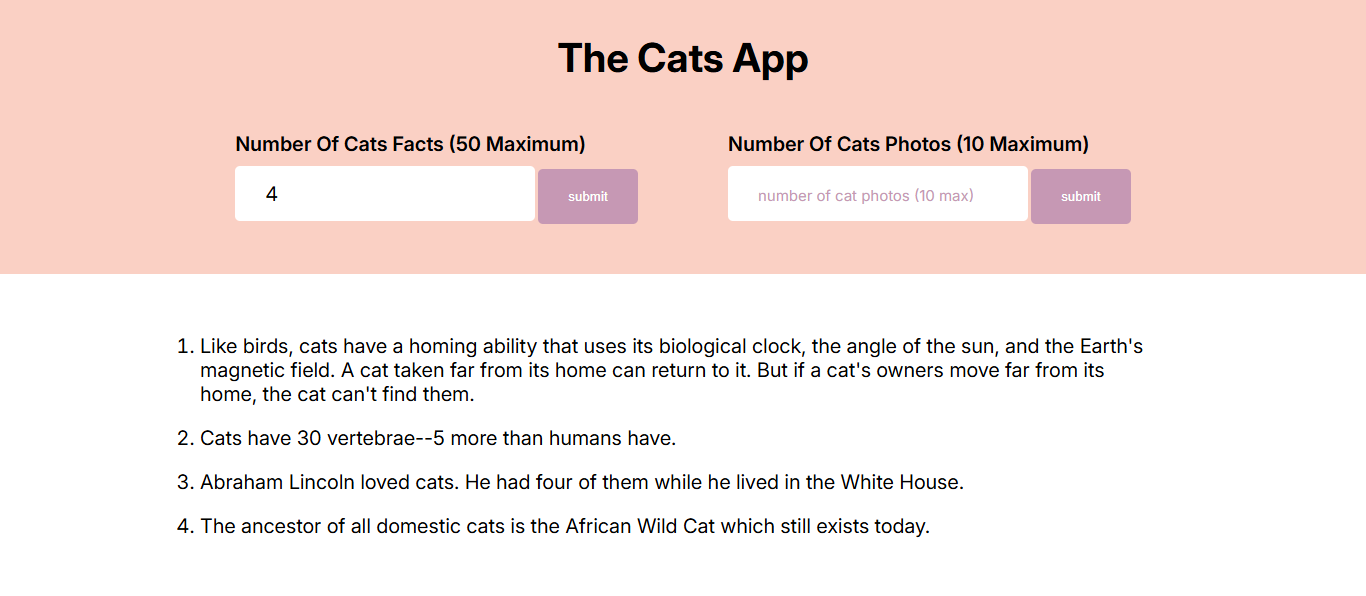 The Cats App
Number Of Cats Facts (50 Maximum)
4
submit
Number Of Cats Photos (10 Maximum)
number of cat photos (10 max)
submit
1. Like birds, cats have a homing ability that uses its biological clock, the angle of the sun, and the Earth's
magnetic field. A cat taken far from its home can return to it. But if a cat's owners move far from its
home, the cat can't find them.
2. Cats have 30 vertebrae--5 more than humans have.
3. Abraham Lincoln loved cats. He had four of them while he lived in the White House.
4. The ancestor of all domestic cats is the African Wild Cat which still exists today.